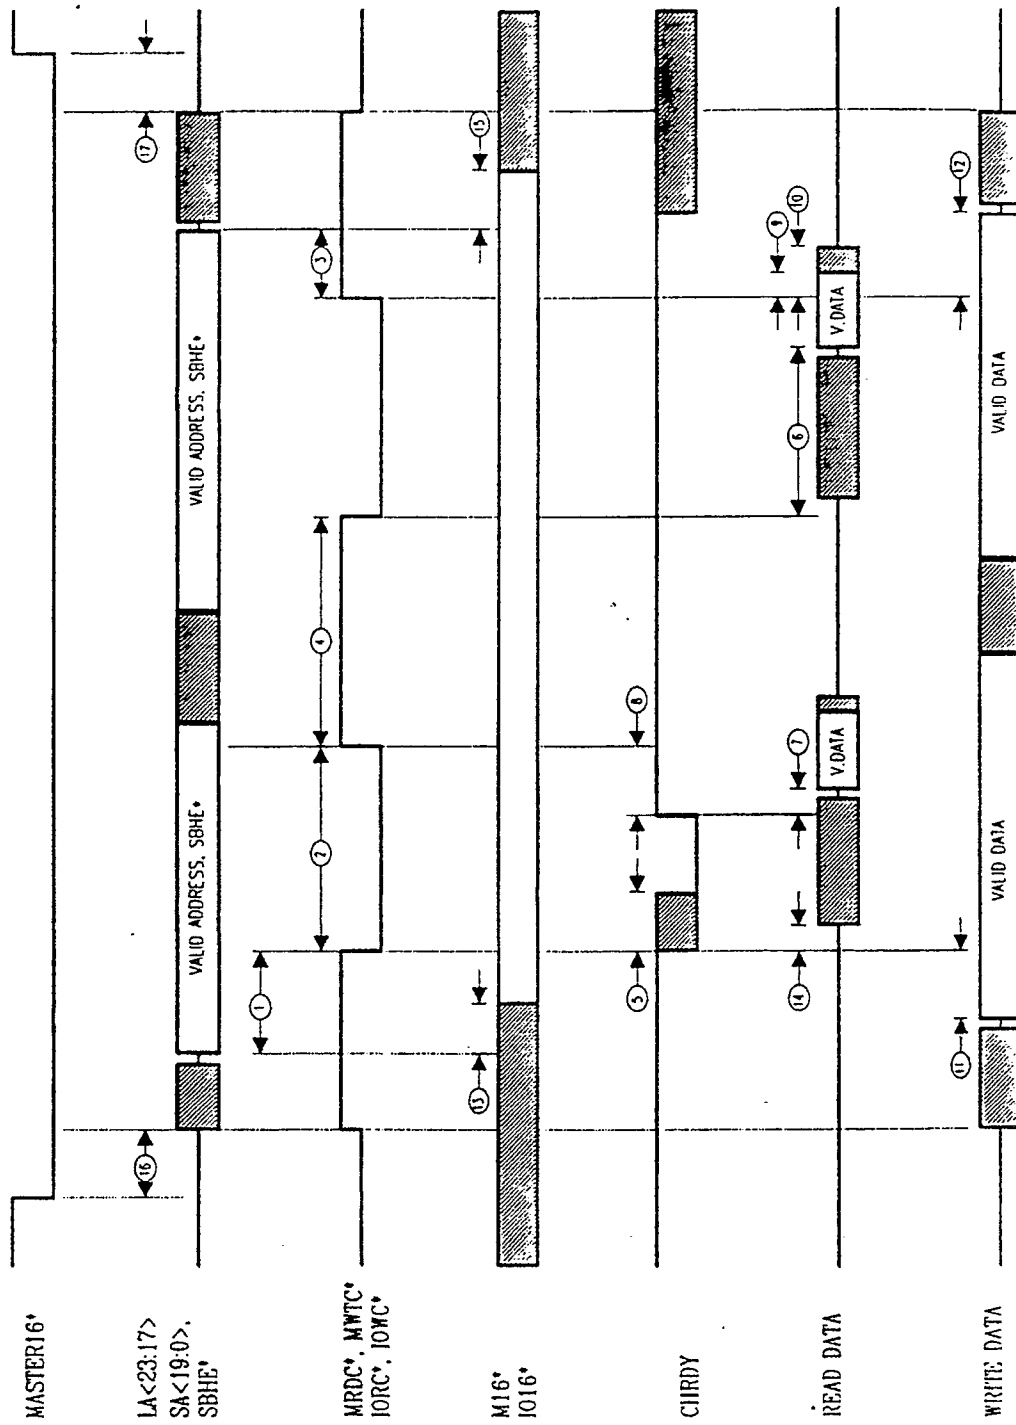 MASTER16*
16
17
LA<23:17>
SA<19:0>,
SBHE*
VALID ADDRESS, SBHE*
VALID ADDRESS, SBHE*
1
2
4
3
MRDC*, MWTC*
IORC*, IOWC*
13
15
M16*
IO16*
5
8
CHRDY
9
14
7
6
10
READ DATA
V.DATA
V.DATA
11
12
WRITE DATA
VALID DATA
VALID DATA